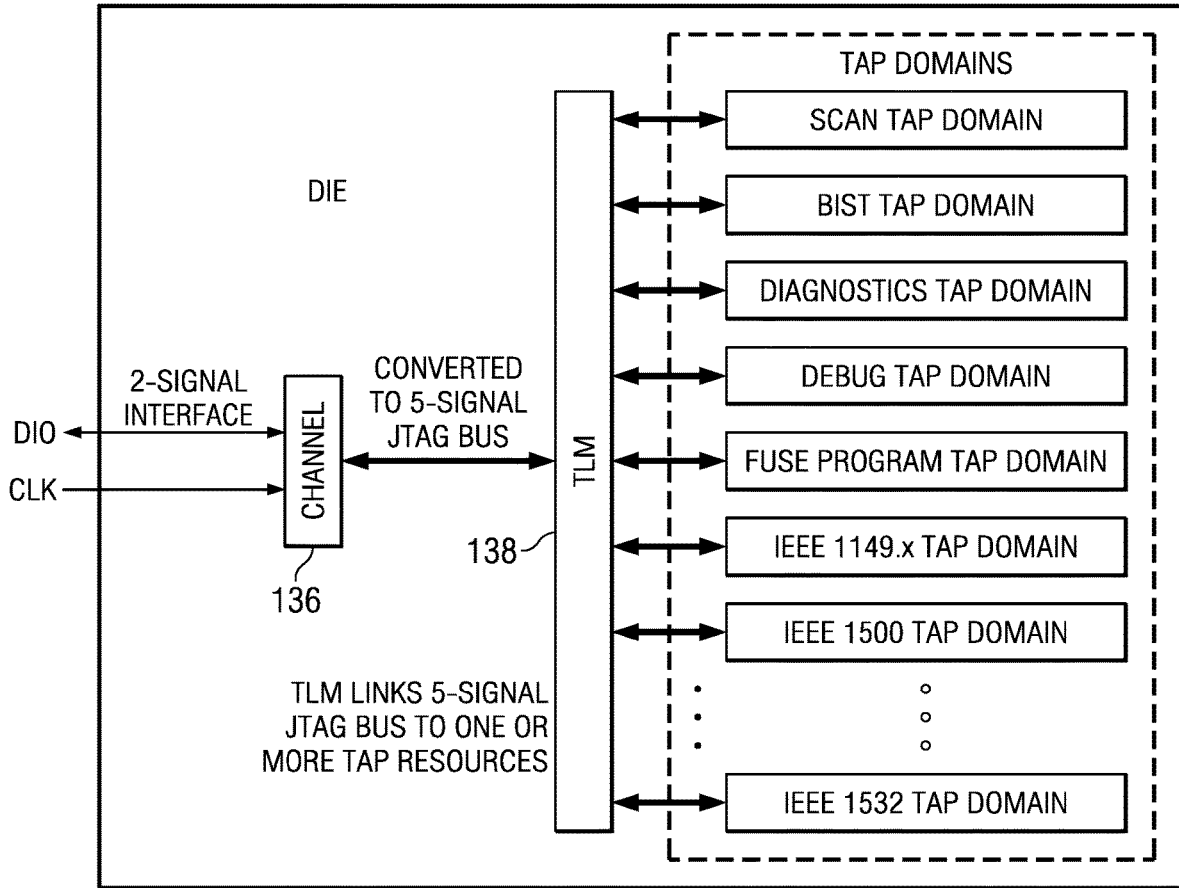 TAP DOMAINS
SCAN TAP DOMAIN
DIE
BIST TAP DOMAIN
DIAGNOSTICS TAP DOMAIN
2-SIGNAL
INTERFACE
CONVERTED
TO 5-SIGNAL
JTAG BUS
DEBUG TAP DOMAIN
DIO
CLK
CHANNEL
TLM
FUSE PROGRAM TAP DOMAIN
136
138
IEEE 1149.x TAP DOMAIN
IEEE 1500 TAP DOMAIN
TLM LINKS 5-SIGNAL
JTAG BUS TO ONE OR
MORE TAP RESOURCES
IEEE 1532 TAP DOMAIN